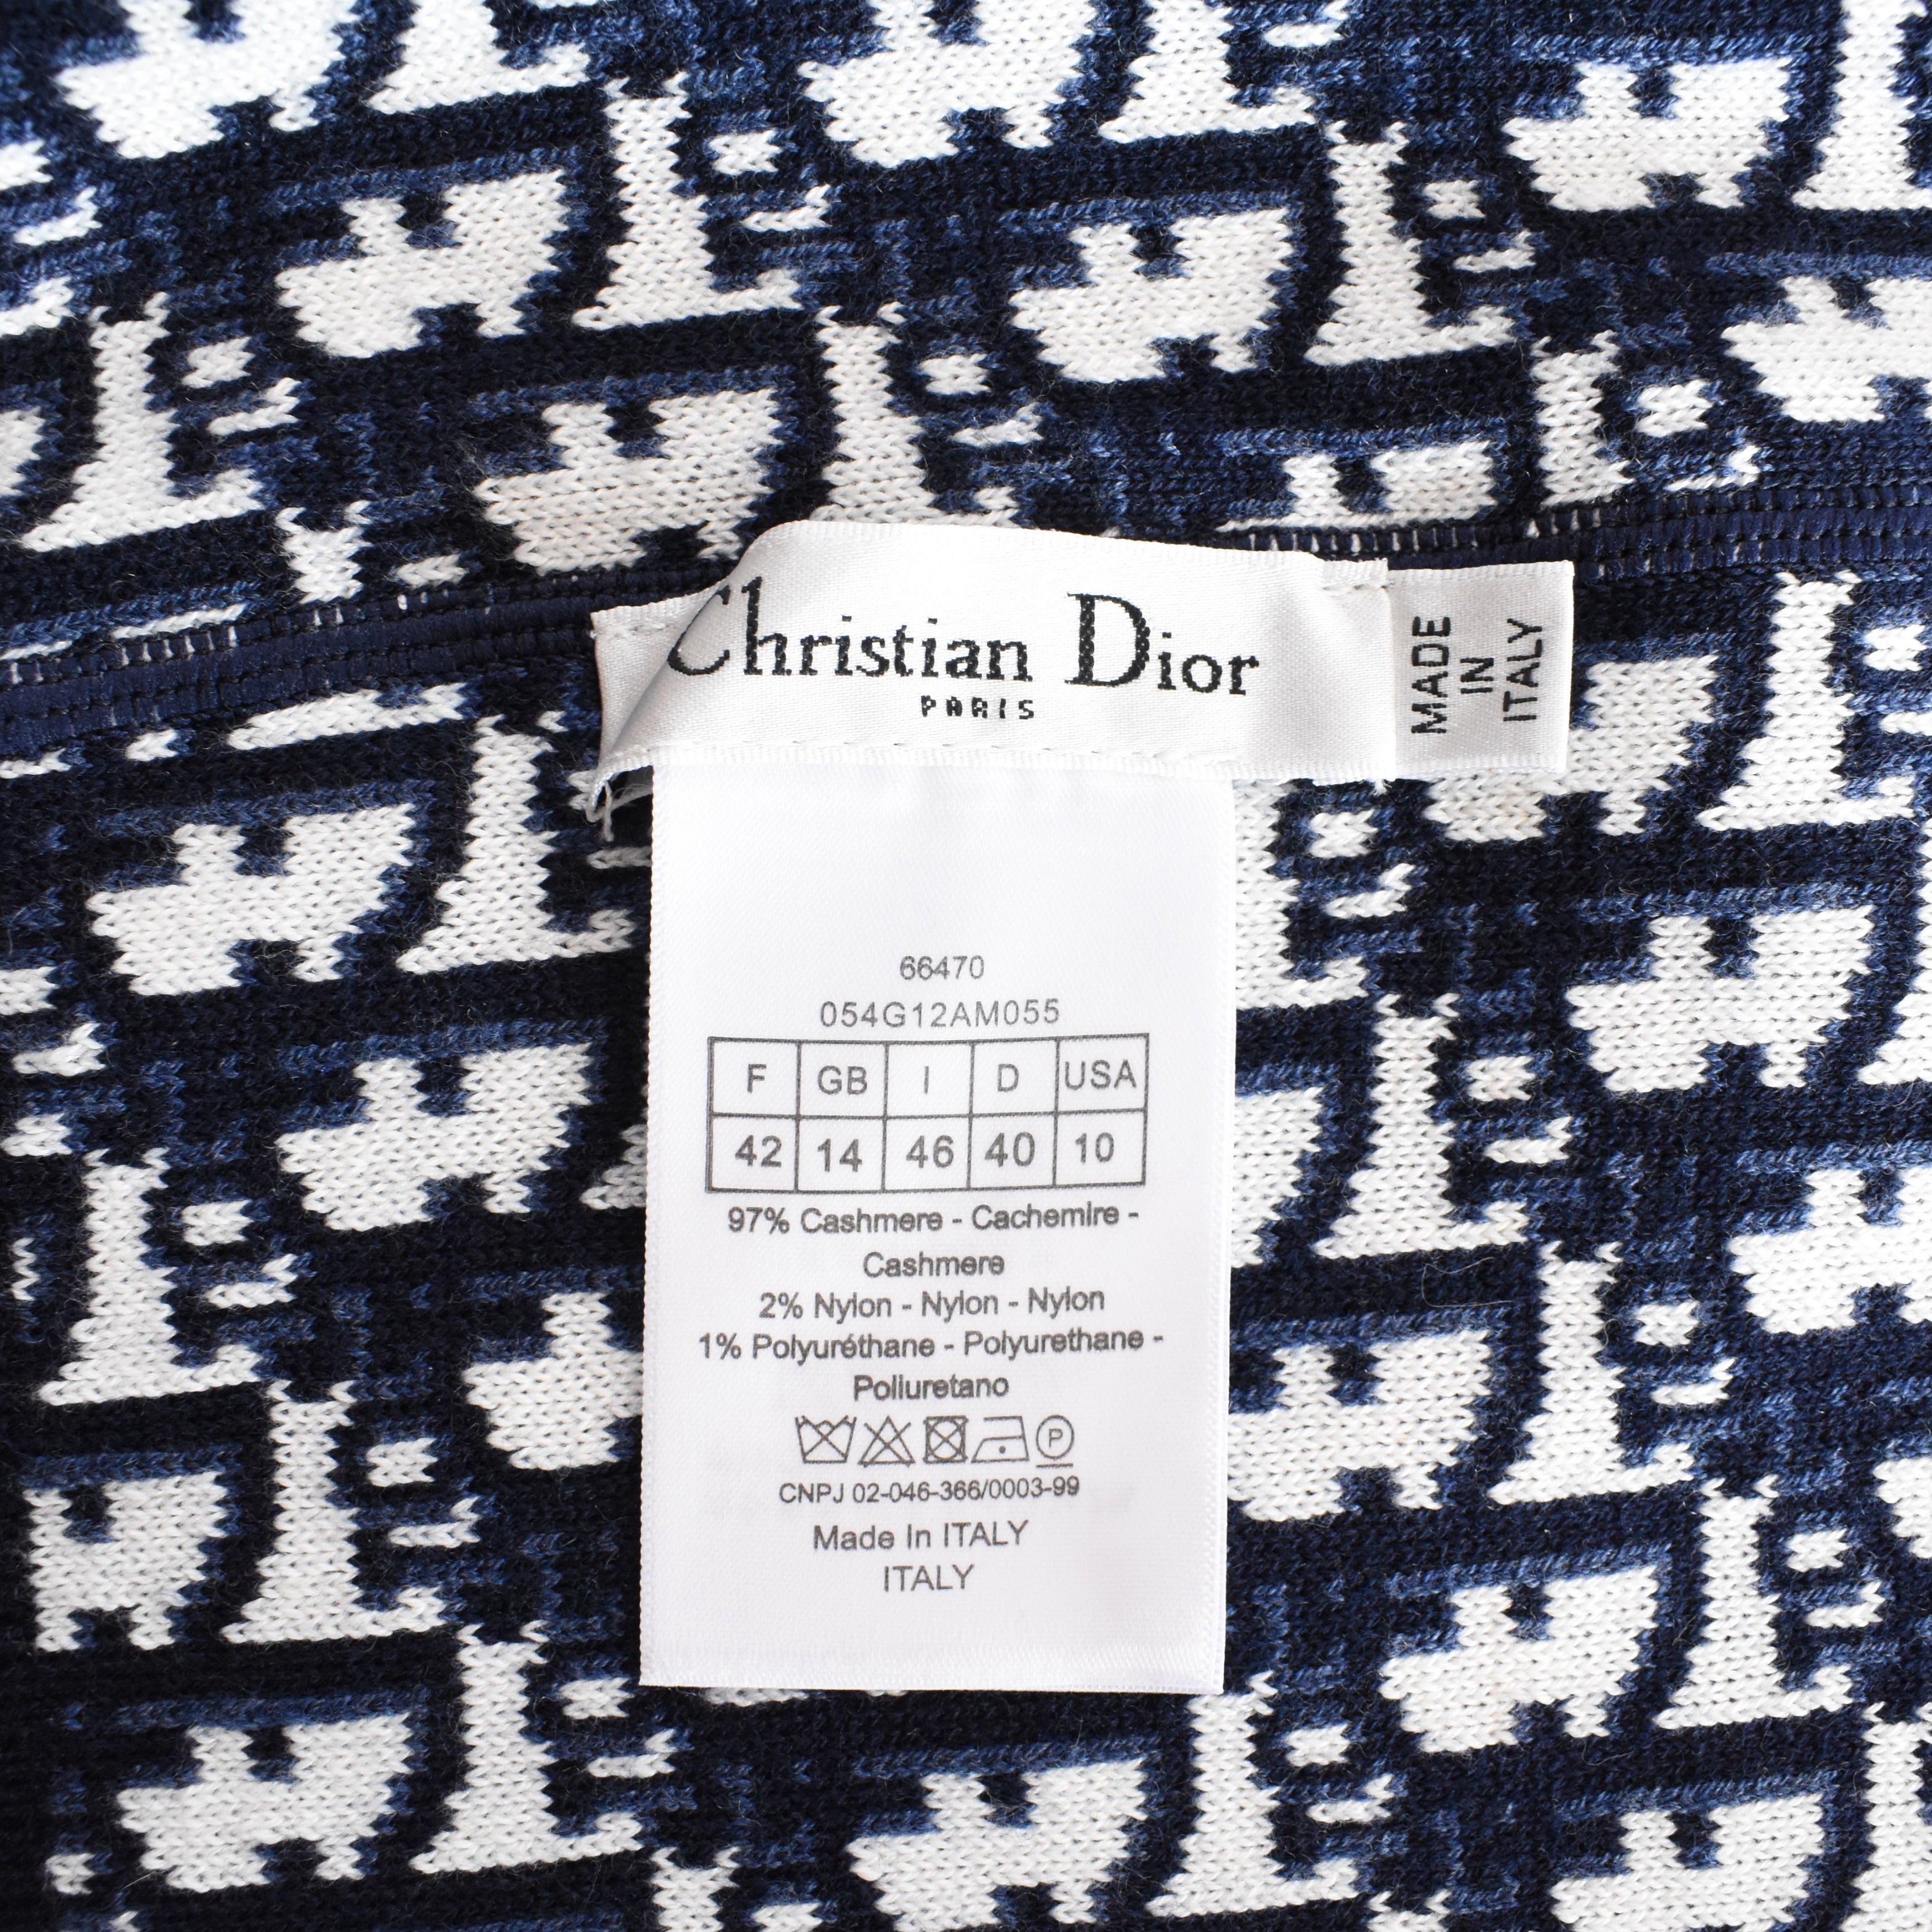 Christian Dior
PARIS
MADE
IN
ITALY
66470
054G12AM055
F GB I D USA
42 14 46 40 10
97% Cashmere - Cachemire -
Cashmere
2% Nylon - Nylon - Nylon
1% Polyuréthane - Polyurethane -
Poliuretano
P
CNPJ 02-046-366/0003-99
Made In ITALY
ITALY